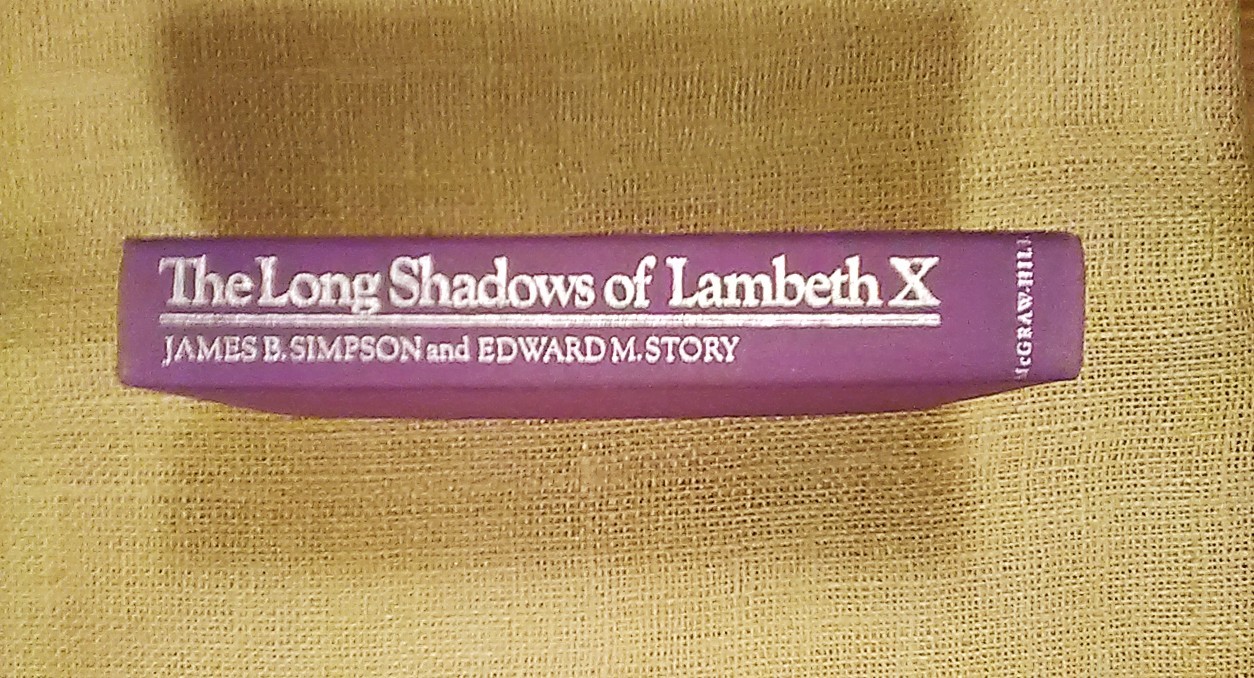 The Long Shadows of Lambeth X
JAMES B. SIMPSON and EDWARD M. STORY
McGRAW-HILL